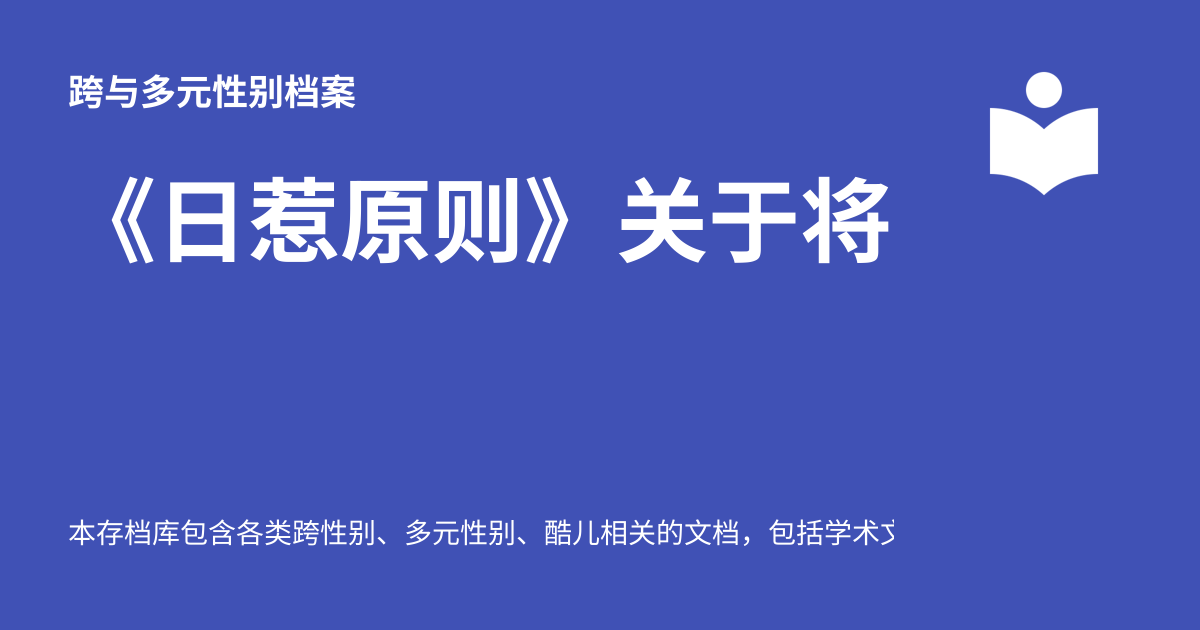 跨与多元性别档案
《日惹原则》关于将
本存档库包含各类跨性别、多元性别、酷儿相关的文档，包括学术